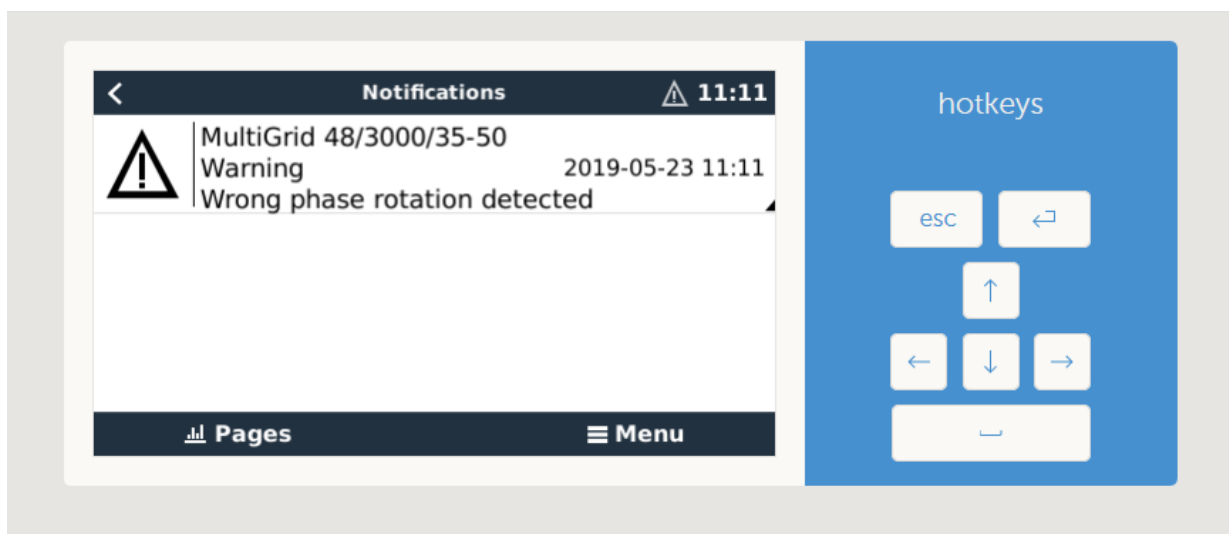 Notifications
11:11
MultiGrid 48/3000/35-50
Warning
2019-05-23 11:11
Wrong phase rotation detected
Pages
Menu
hotkeys
esc